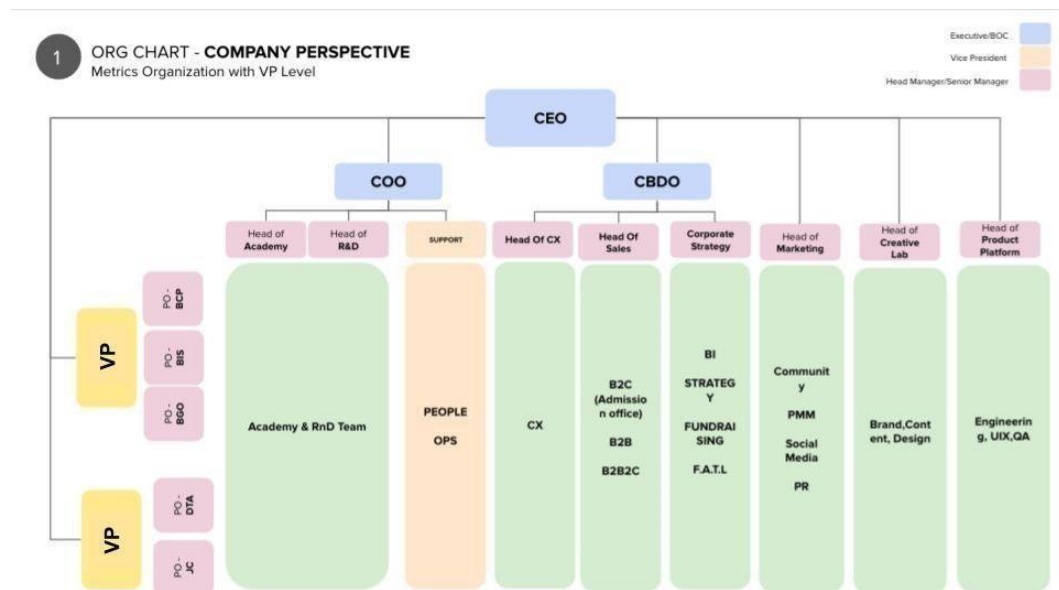 1
ORG CHART - COMPANY PERSPECTIVE
Metrics Organization with VP Level
Executive/BOC
Vice President
Head Manager/Senior Manager
CEO
COO
CBDO
Head of
Academy
Head of
R&D
SUPPORT
Head Of CX
Head Of
Sales
Corporate
Strategy
Head of
Marketing
Head of
Creative
Lab
Head of
Product
Platform
VP
PO -
BCP
PO -
BIS
PO -
BGO
VP
PO -
DTA
PO -
JC
Academy & RnD Team
PEOPLE
OPS
CX
B2C
(Admissio
n office)
B2B
B2B2C
BI
STRATEG
Y
FUNDRAI
SING
F.A.T.L
Communit
y
PMM
Social
Media
PR
Brand,Cont
ent, Design
Engineerin
g, UIX,QA